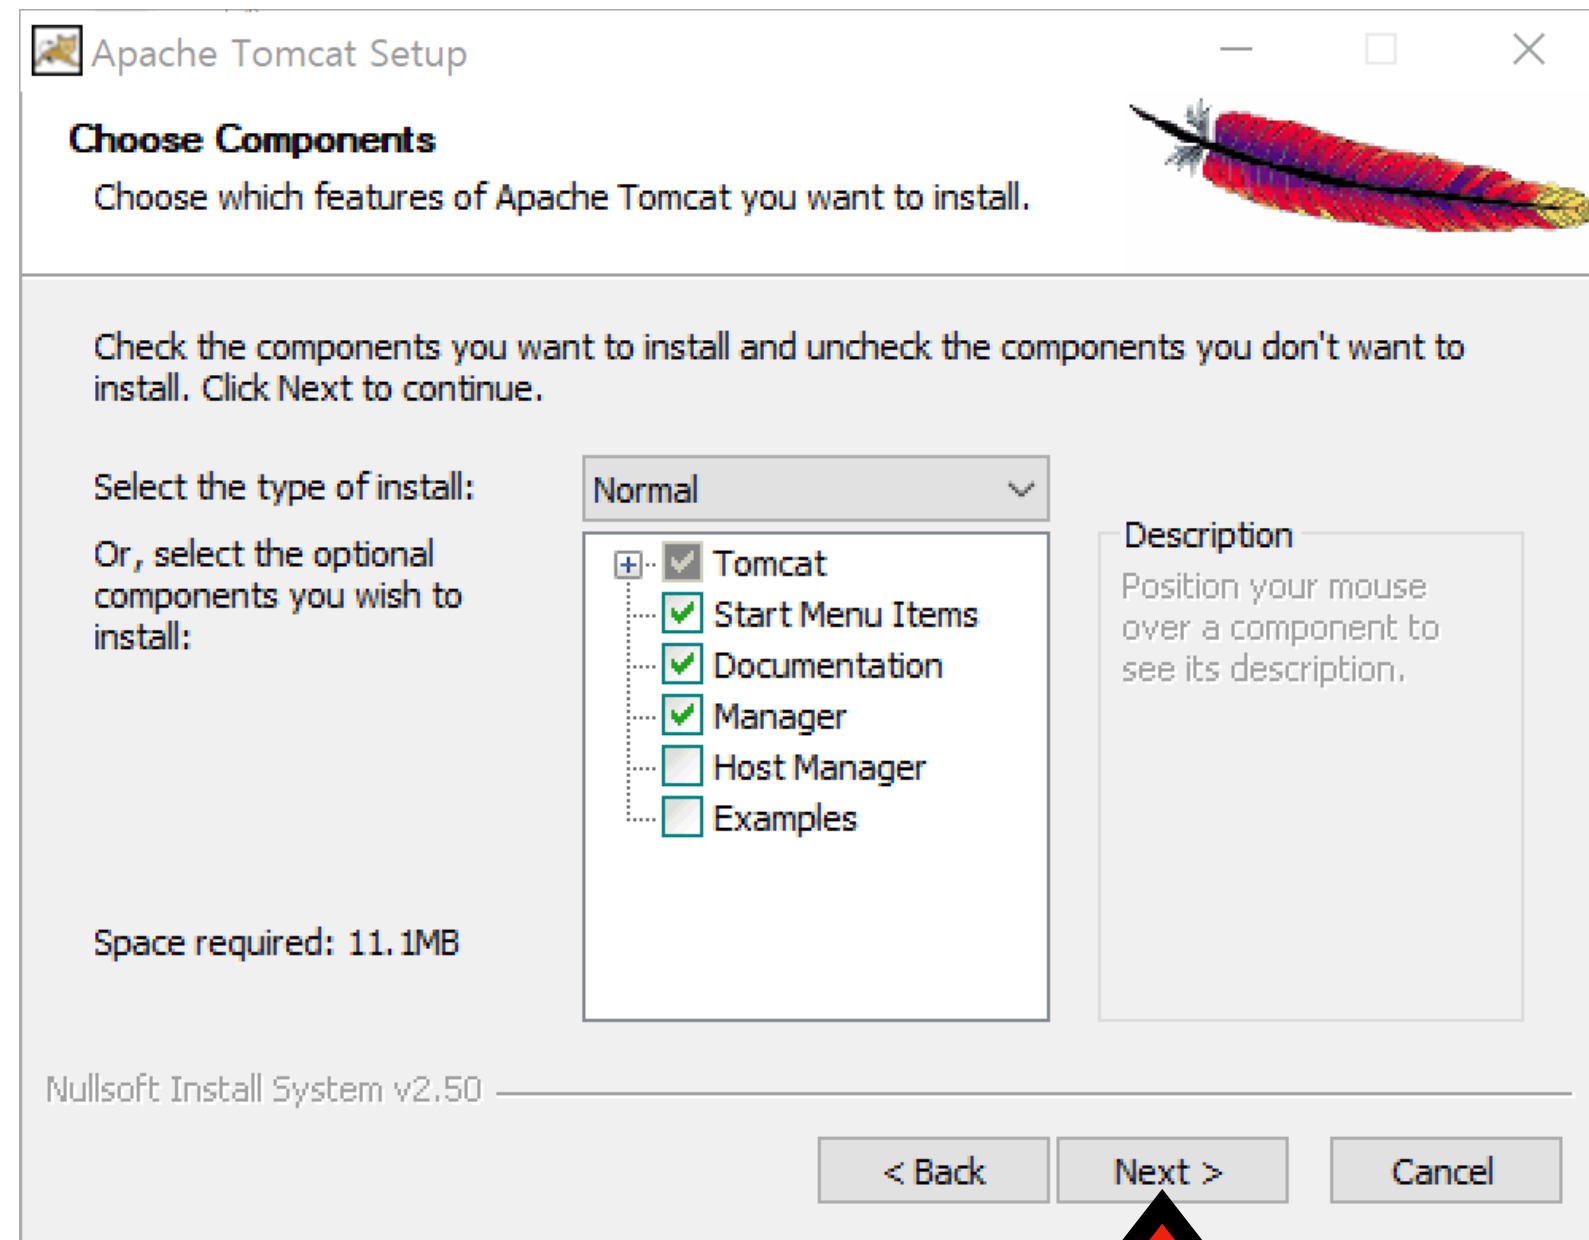 Apache Tomcat Setup
Choose Components
Choose which features of Apache Tomcat you want to install.
Check the components you want to install and uncheck the components you don't want to
install. Click Next to continue.
Select the type of install:
Normal
Or, select the optional
components you wish to
install:
Tomcat
Start Menu Items
Documentation
Manager
Host Manager
Examples
Description
Position your mouse
over a component to
see its description.
Space required: 11.1MB
Nullsoft Install System v2.50
< Back
Next >
Cancel